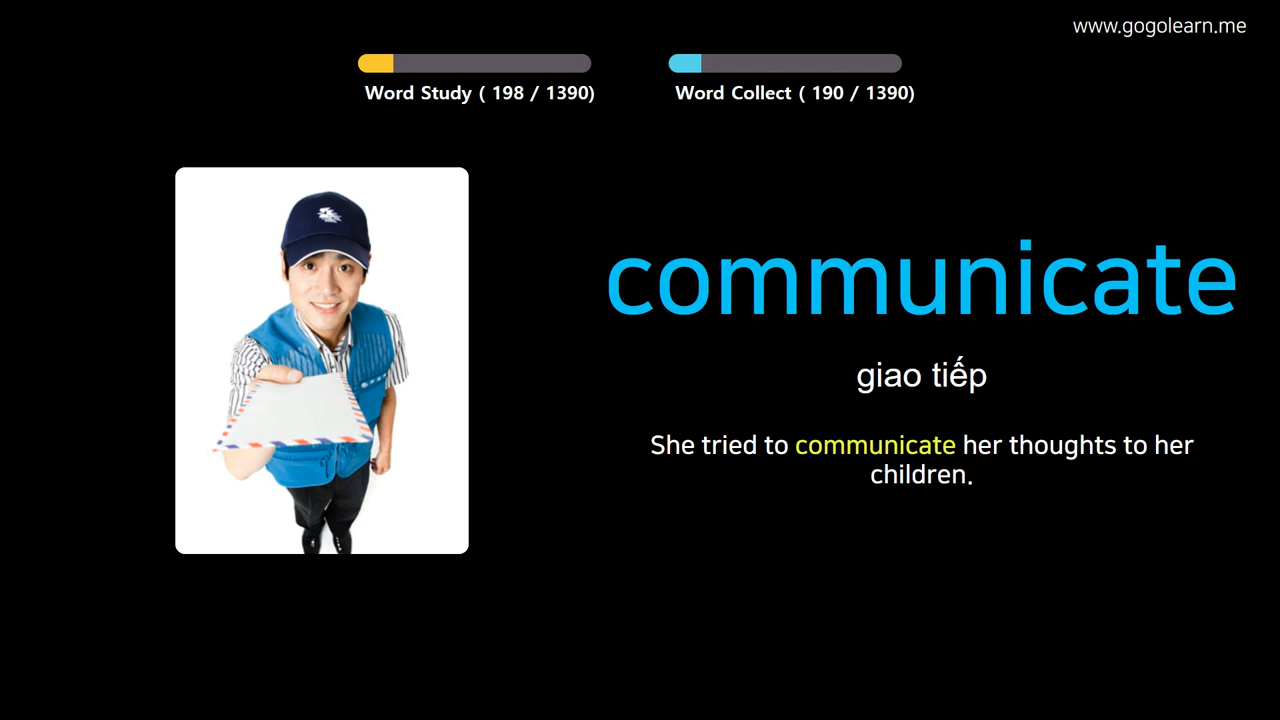 www.gogolearn.me
Word Study ( 198 / 1390)
Word Collect ( 190 / 1390)
communicate
giao tiếp
She tried to communicate her thoughts to her
children.